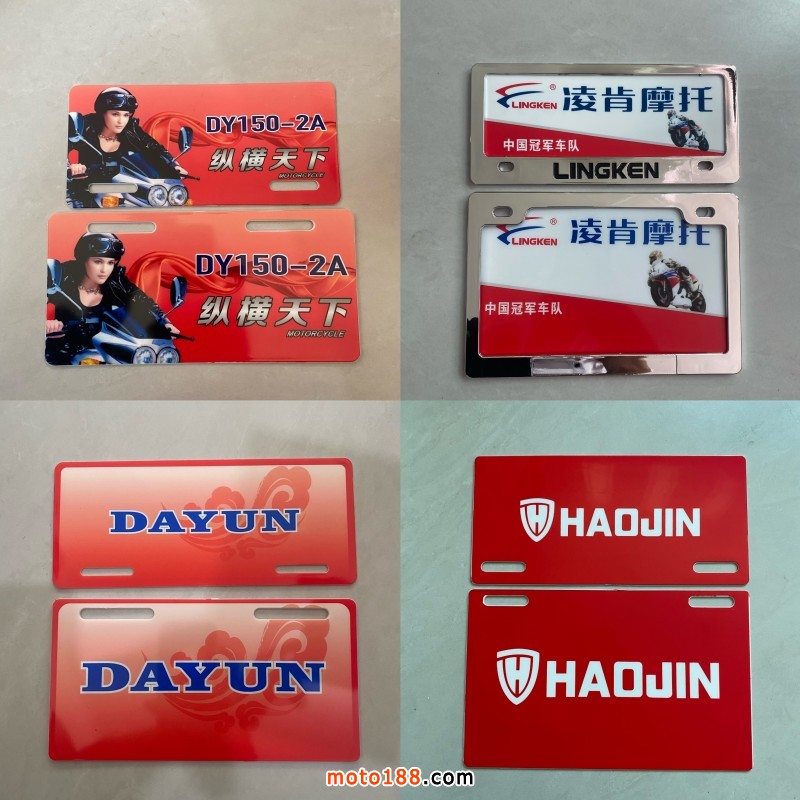 DY150-2A
纵横天下
MOTORCYCLE
DY150-2A
纵横天下
MOTORCYCLE
LINGKEN®
凌肯摩托
中国冠军车队
LINGKEN
LINGKEN
凌肯摩托
中国冠军车队
DAYUN
DAYUN
HAOJIN
HAOJIN
moto188.com